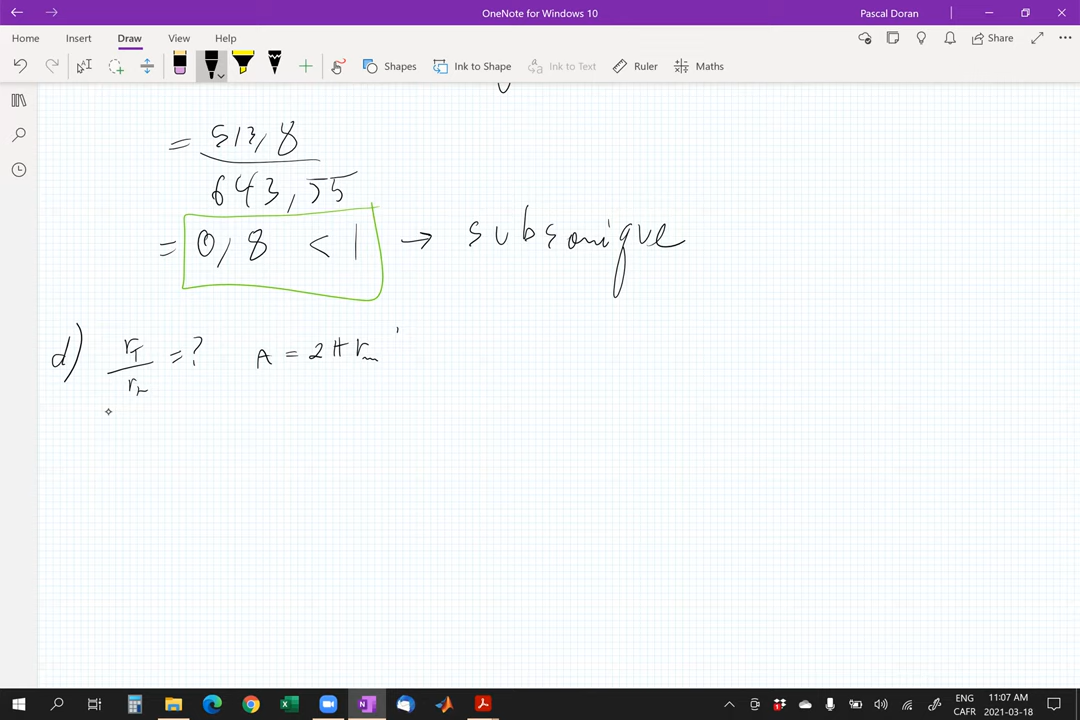 OneNote for Windows 10
Pascal Doran
Home Insert Draw View Help
Share
Shapes Ink to Shape Ink to Text Ruler Maths
= 513,8
643,55
= 0,8 < 1 → subsonique
d) rT = ? A = 2π rm
r
ENG 11:07 AM
CAFR 2021-03-18